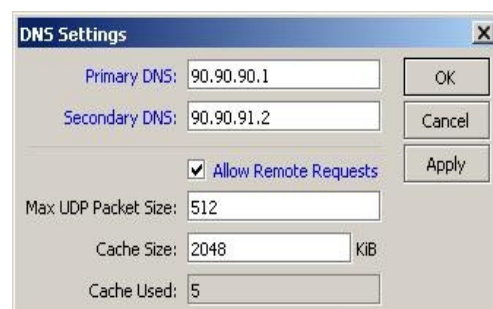 DNS Settings
Primary DNS: 90.90.90.1
OK
Secondary DNS: 90.90.91.2
Cancel
Allow Remote Requests
Apply
Max UDP Packet Size: 512
Cache Size: 2048 KiB
Cache Used: 5